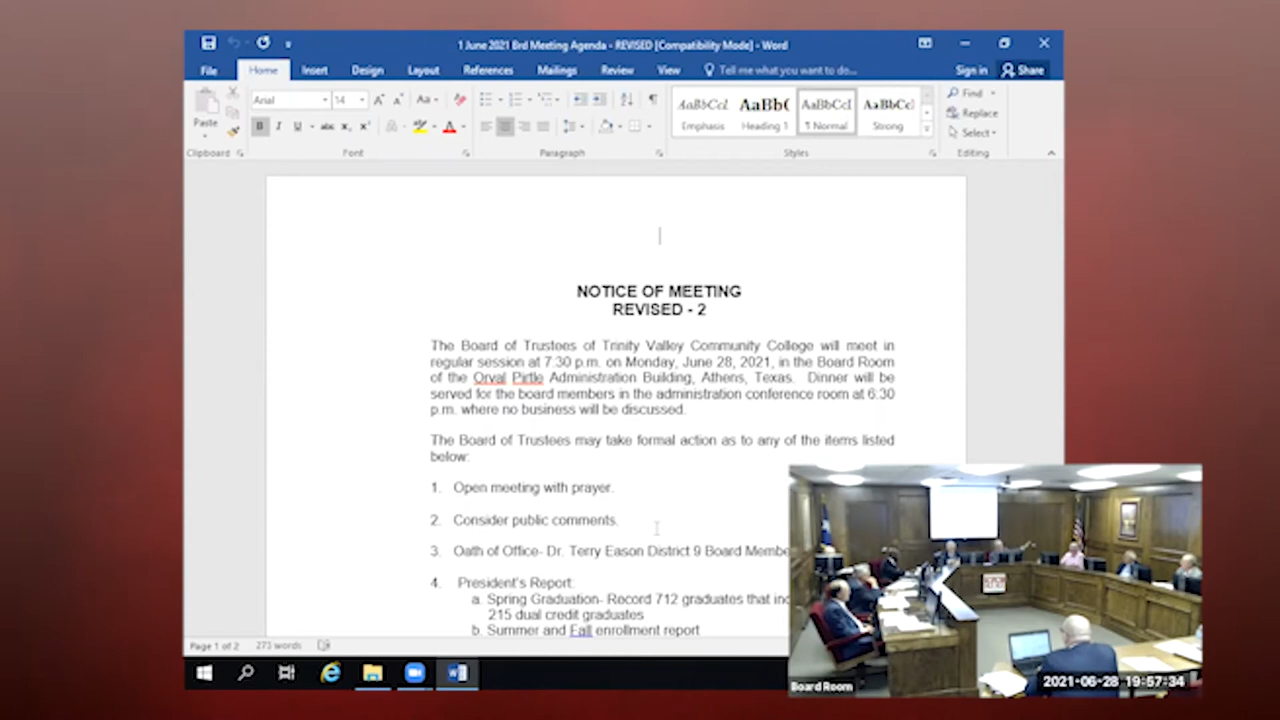 1 June 2021 Brd Meeting Agenda - REVISED [Compatibility Mode] - Word
File Home Insert Design Layout References Mailings Review View Tell me what you want to do... Sign in Share
Arial 14 Aa AaBbCcI AaBb( AaBbCcI AaBbCc Find
Replace
Paste B I U abc x₂ x² A Emphasis Heading 1 ¶ Normal Strong Select
Clipboard Font Paragraph Styles Editing
NOTICE OF MEETING
REVISED - 2
The Board of Trustees of Trinity Valley Community College will meet in
regular session at 7:30 p.m. on Monday, June 28, 2021, in the Board Room
of the Orval Pirtle Administration Building, Athens, Texas. Dinner will be
served for the board members in the administration conference room at 6:30
p.m. where no business will be discussed.
The Board of Trustees may take formal action as to any of the items listed
below:
1. Open meeting with prayer.
2. Consider public comments.
3. Oath of Office- Dr. Terry Eason District 9 Board Membe
4. President's Report:
a. Spring Graduation- Record 712 graduates that inc
215 dual credit graduates
b. Summer and Fall enrollment report
Page 1 of 2 273 words
Board Room
2021-06-28 19:57:34